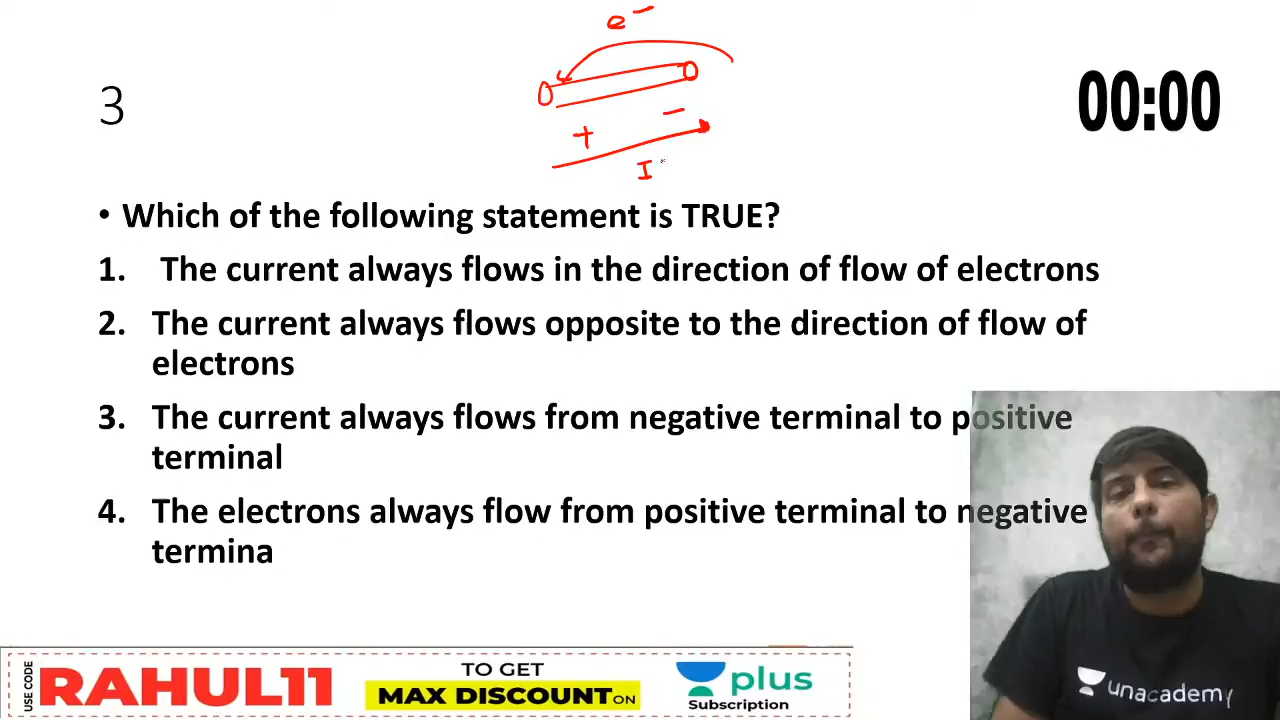 e⁻
3
00:00
+ −
I
• Which of the following statement is TRUE?
1. The current always flows in the direction of flow of electrons
2. The current always flows opposite to the direction of flow of
electrons
3. The current always flows from negative terminal to positive
terminal
4. The electrons always flow from positive terminal to negative
termina
unacademy
USE CODE
RAHUL11
TO GET
MAX DISCOUNT ON
plus
Subscription